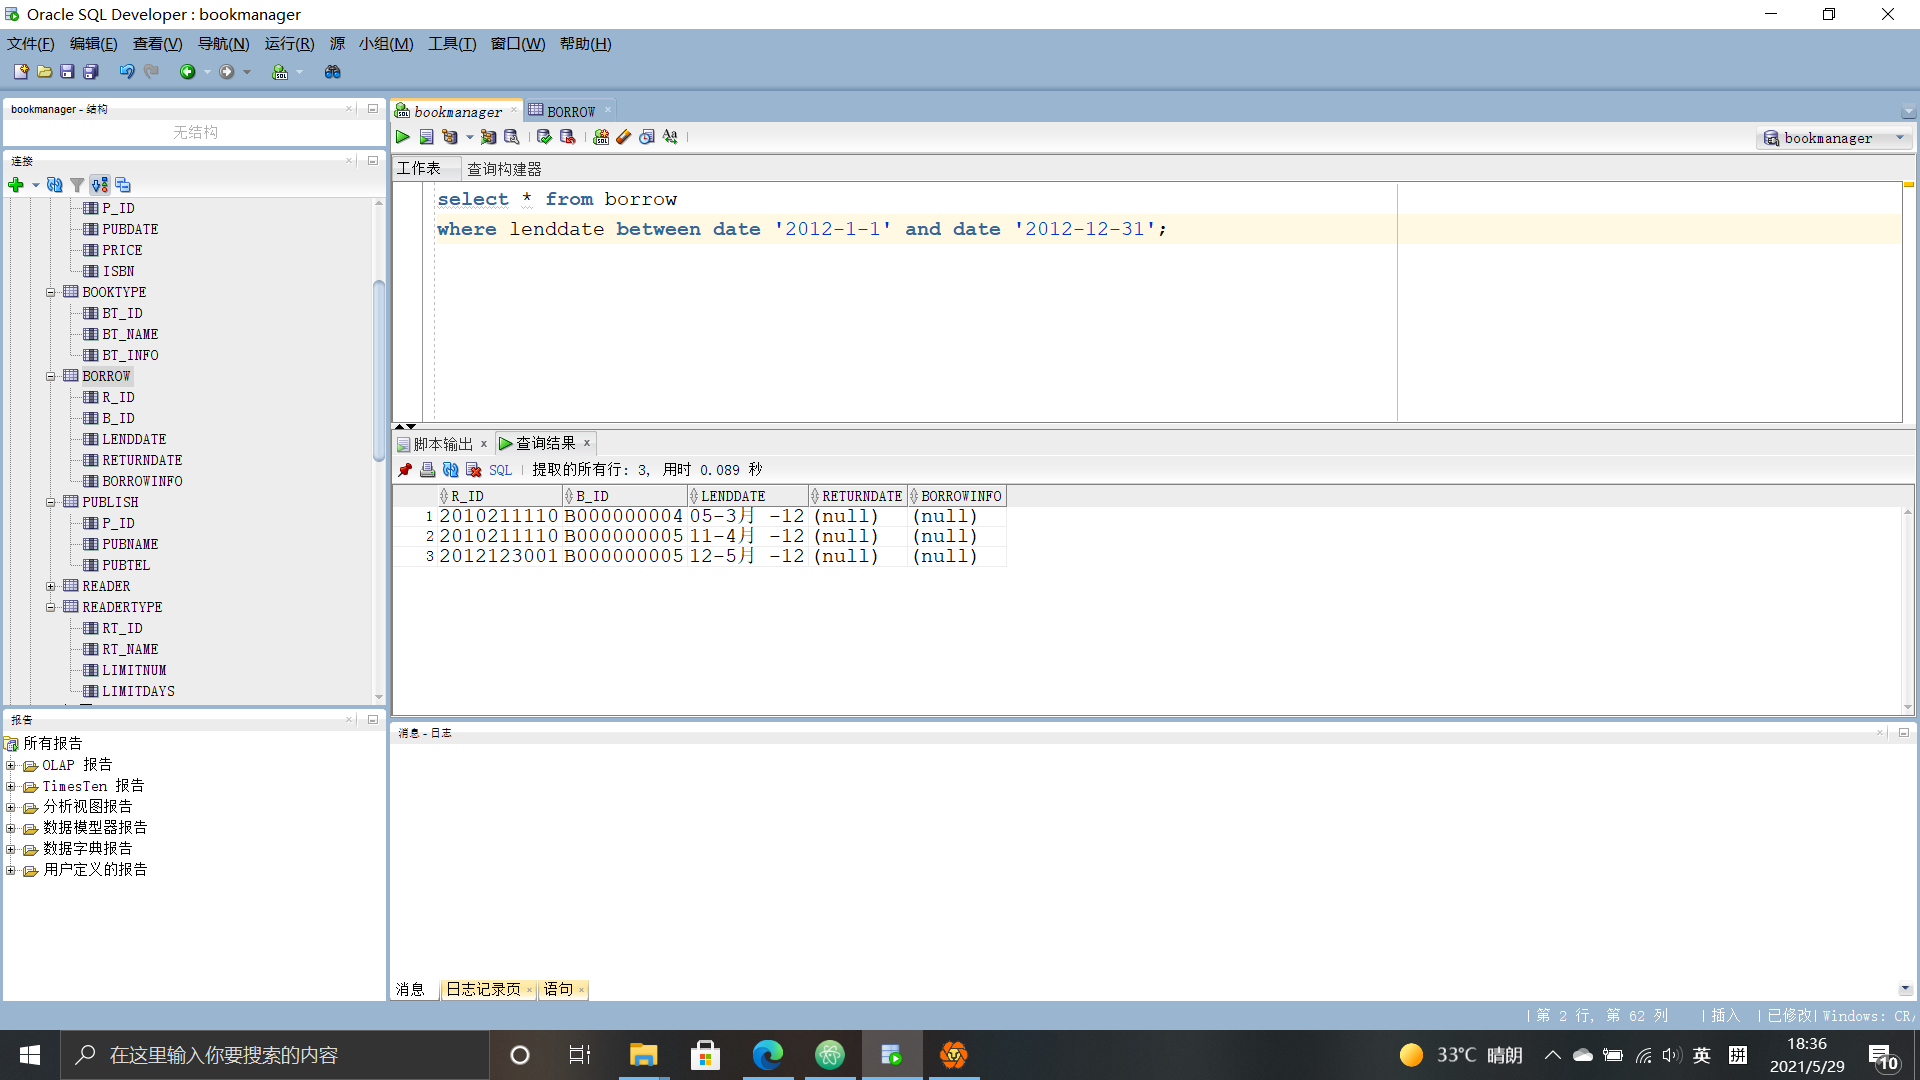 Oracle SQL Developer : bookmanager
文件(F) 编辑(E) 查看(V) 导航(N) 运行(R) 源 小组(M) 工具(T) 窗口(W) 帮助(H)
bookmanager - 结构
无结构
连接
P_ID
PUBDATE
PRICE
ISBN
BOOKTYPE
BT_ID
BT_NAME
BT_INFO
BORROW
R_ID
B_ID
LENDDATE
RETURNDATE
BORROWINFO
PUBLISH
P_ID
PUBNAME
PUBTEL
READER
READERTYPE
RT_ID
RT_NAME
LIMITNUM
LIMITDAYS
报告
所有报告
OLAP 报告
TimesTen 报告
分析视图报告
数据模型器报告
数据字典报告
用户定义的报告
bookmanager BORROW
bookmanager
工作表 查询构建器
select * from borrow
where lenddate between date '2012-1-1' and date '2012-12-31';
脚本输出 查询结果
SQL 提取的所有行: 3, 用时 0.089 秒
R_ID B_ID LENDDATE RETURNDATE BORROWINFO
1 2010211110 B000000004 05-3月 -12 (null) (null)
2 2010211110 B000000005 11-4月 -12 (null) (null)
3 2012123001 B000000005 12-5月 -12 (null) (null)
消息 - 日志
消息 日志记录页 语句
第 2 行, 第 62 列 插入 已修改 Windows: CR/
在这里输入你要搜索的内容
33°C 晴朗 英 拼 18:36
2021/5/29
10